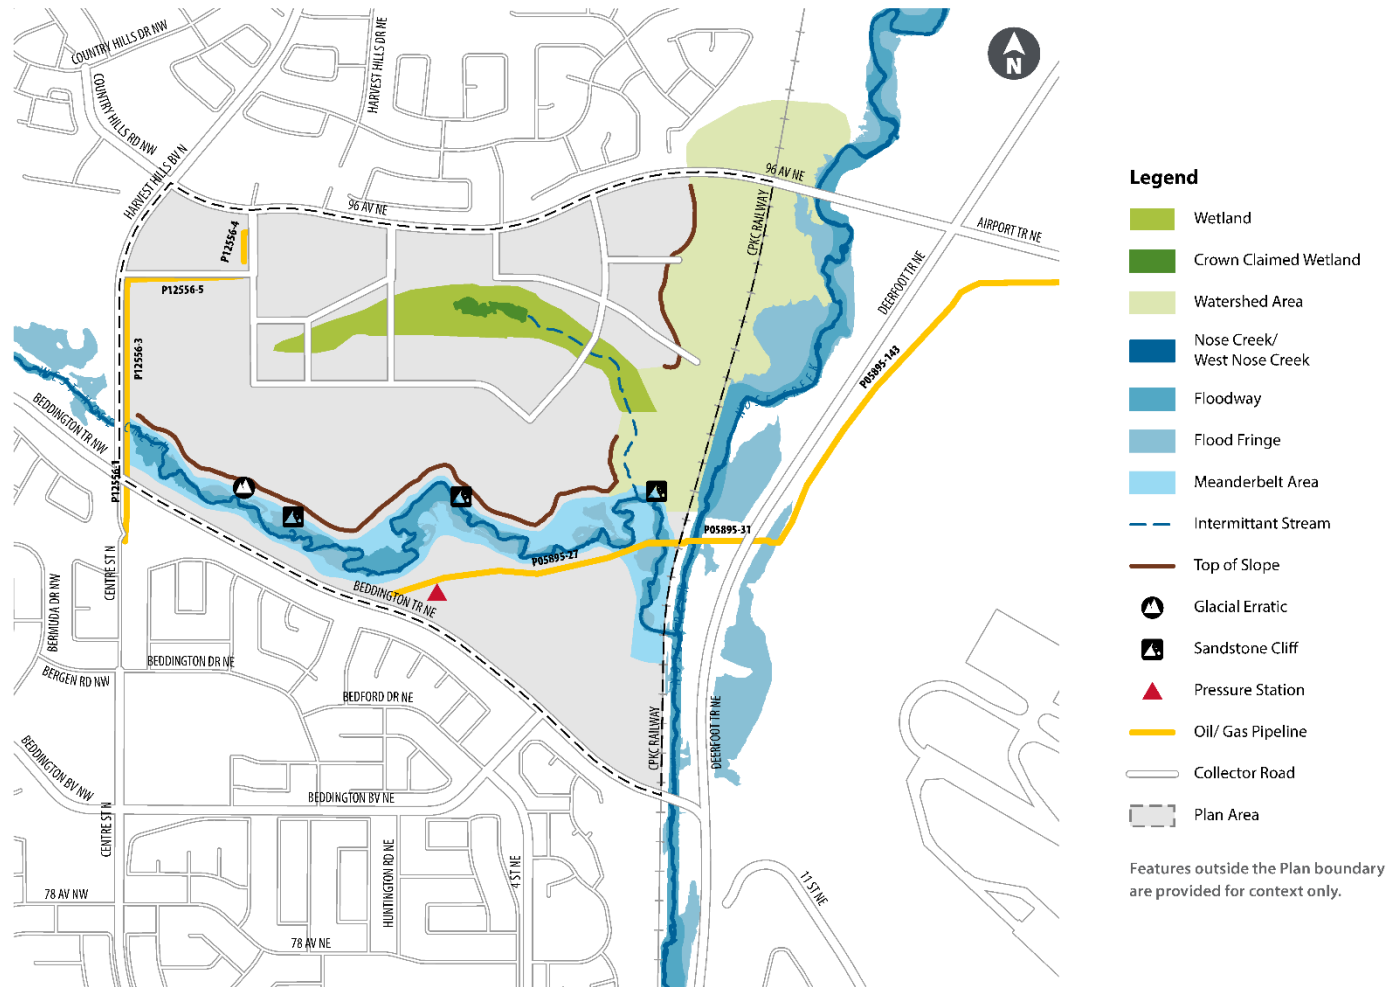 COUNTRY HILLS DR NW
HARVEST HILLS DR NE
COUNTRY HILLS RD NW
HARVEST HILLS BV N
N
96 AV NE
96 AV NE
AIRPORT TR NE
CPKC RAILWAY
DEERFOOT TR NE
P12556-4
P12556-5
P12556-3
P05895-143
WEST NOSE CREEK
NOSE CREEK
BEDDINGTON TR NW
P12556-1
P05895-31
P05895-27
BEDDINGTON TR NE
CENTRE ST N
BERMUDA DR NW
BERGEN RD NW
BEDDINGTON DR NE
BEDFORD DR NE
CPKC RAILWAY
DEERFOOT TR NE
BEDDINGTON BV NW
BEDDINGTON BV NE
CENTRE ST N
HUNTINGTON RD NE
4 ST NE
11 ST NE
78 AV NW
78 AV NE
Legend
Wetland
Crown Claimed Wetland
Watershed Area
Nose Creek/
West Nose Creek
Floodway
Flood Fringe
Meanderbelt Area
Intermittant Stream
Top of Slope
Glacial Erratic
Sandstone Cliff
Pressure Station
Oil/ Gas Pipeline
Collector Road
Plan Area
Features outside the Plan boundary
are provided for context only.